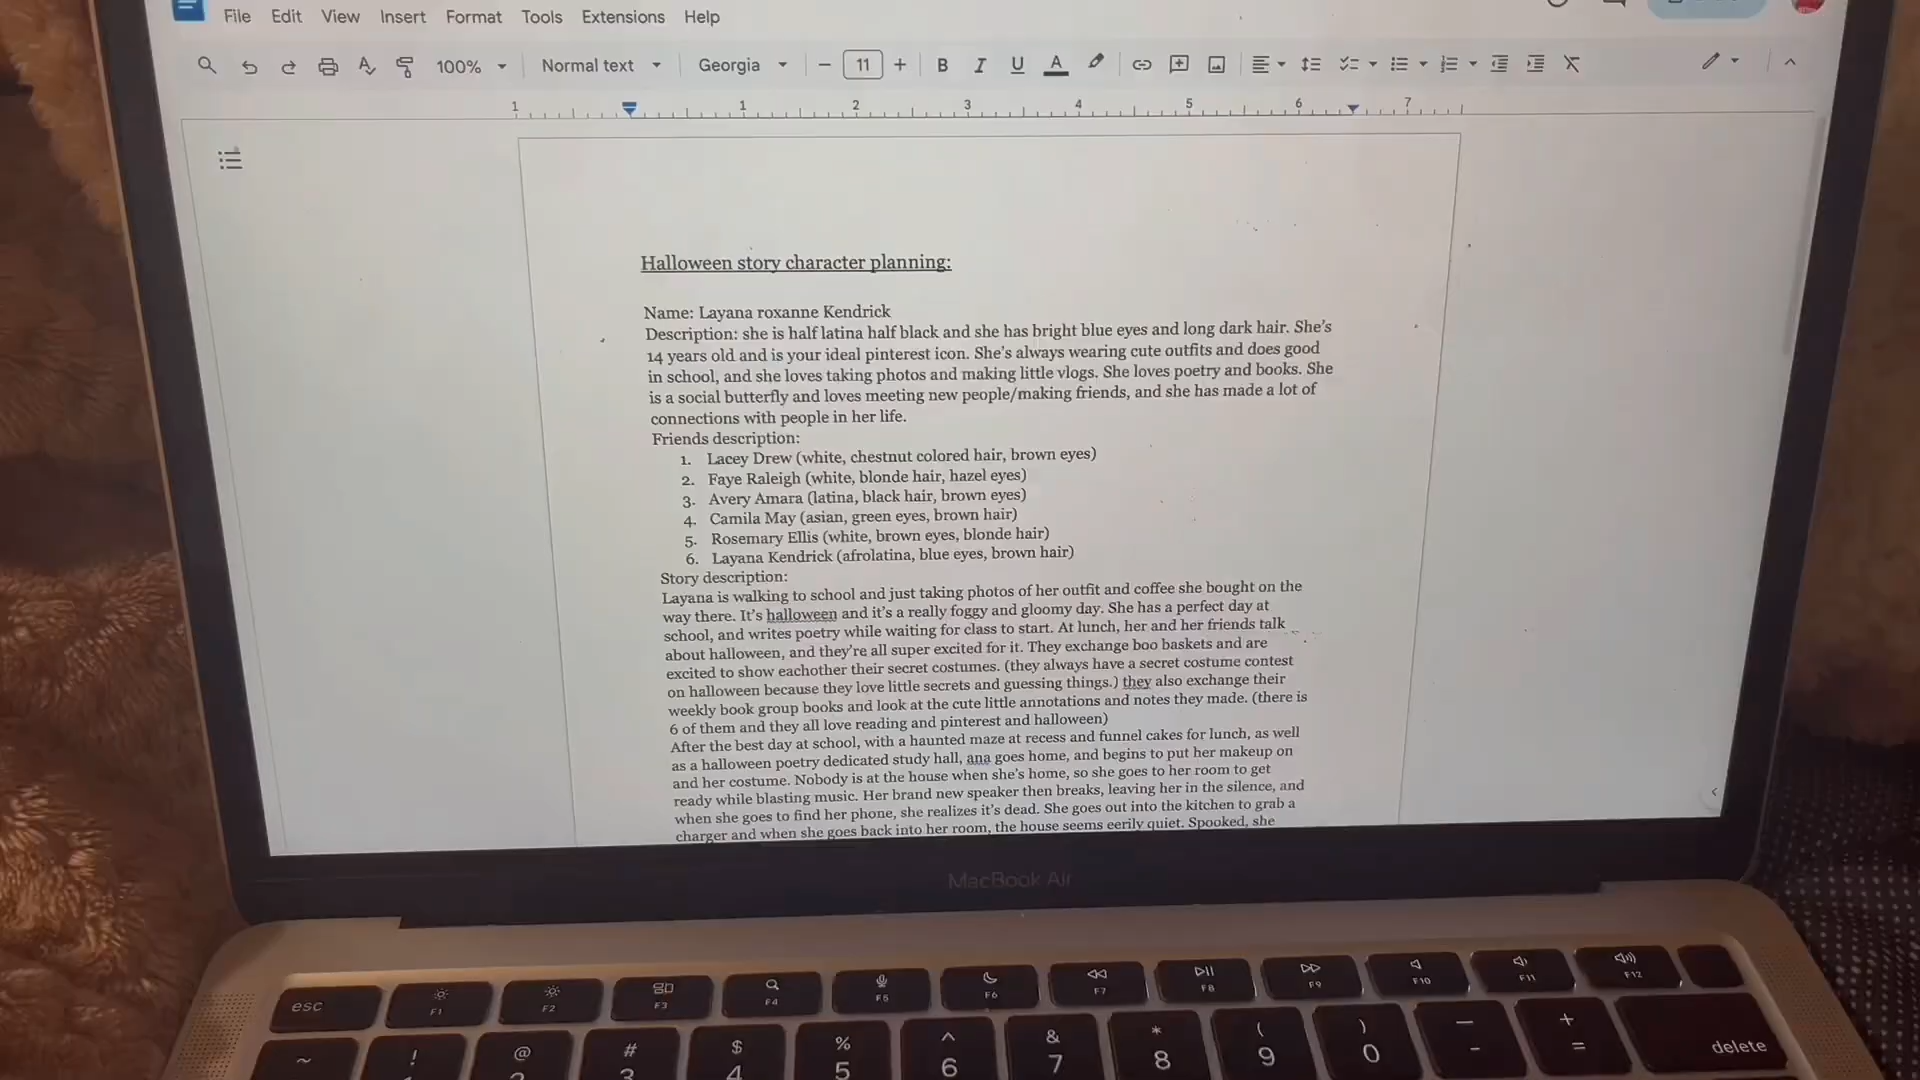 File Edit View Insert Format Tools Extensions Help
100% Normal text Georgia − 11 + B I U A
1 1 2 3 4 5 6 7
Halloween story character planning:
Name: Layana roxanne Kendrick
Description: she is half latina half black and she has bright blue eyes and long dark hair. She's
14 years old and is your ideal pinterest icon. She's always wearing cute outfits and does good
in school, and she loves taking photos and making little vlogs. She loves poetry and books. She
is a social butterfly and loves meeting new people/making friends, and she has made a lot of
connections with people in her life.
Friends description:
1. Lacey Drew (white, chestnut colored hair, brown eyes)
2. Faye Raleigh (white, blonde hair, hazel eyes)
3. Avery Amara (latina, black hair, brown eyes)
4. Camila May (asian, green eyes, brown hair)
5. Rosemary Ellis (white, brown eyes, blonde hair)
6. Layana Kendrick (afrolatina, blue eyes, brown hair)
Story description:
Layana is walking to school and just taking photos of her outfit and coffee she bought on the
way there. It's halloween and it's a really foggy and gloomy day. She has a perfect day at
school, and writes poetry while waiting for class to start. At lunch, her and her friends talk
about halloween, and they're all super excited for it. They exchange boo baskets and are
excited to show eachother their secret costumes. (they always have a secret costume contest
on halloween because they love little secrets and guessing things.) they also exchange their
weekly book group books and look at the cute little annotations and notes they made. (there is
6 of them and they all love reading and pinterest and halloween)
After the best day at school, with a haunted maze at recess and funnel cakes for lunch, as well
as a halloween poetry dedicated study hall, ana goes home, and begins to put her makeup on
and her costume. Nobody is at the house when she's home, so she goes to her room to get
ready while blasting music. Her brand new speaker then breaks, leaving her in the silence, and
when she goes to find her phone, she realizes it's dead. She goes out into the kitchen to grab a
charger and when she goes back into her room, the house seems eerily quiet. Spooked, she
MacBook Air
esc F1 F2 F3 F4 F5 F6 F7 F8 F9 F10 F11 F12
~ ! @ # $ % ^ & * ( ) — +
3 4 5 6 7 8 9 0 - = delete